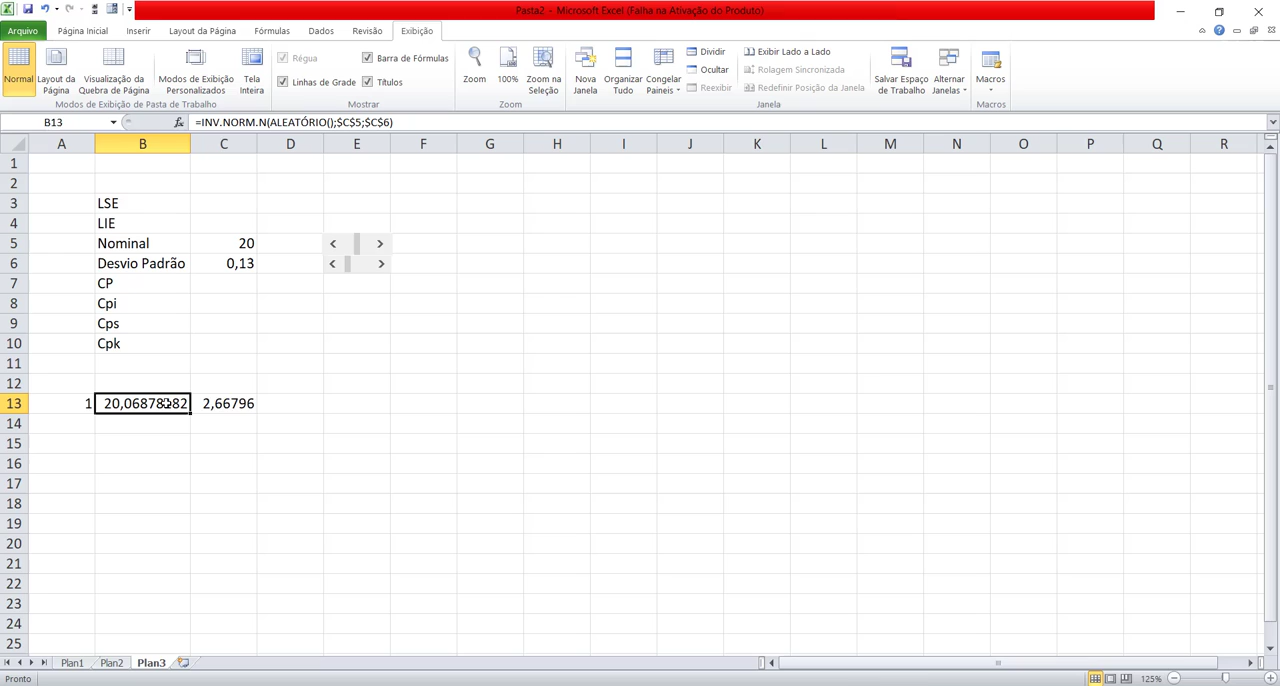 Pasta2 - Microsoft Excel (Falha na Ativação do Produto)
Arquivo Página Inicial Inserir Layout da Página Fórmulas Dados Revisão Exibição
Normal
Layout da Página
Visualização da Quebra de Página
Modos de Exibição Personalizados
Tela Inteira
Modos de Exibição de Pasta de Trabalho
Régua
Barra de Fórmulas
Linhas de Grade
Títulos
Mostrar
Zoom
100%
Zoom na Seleção
Zoom
Nova Janela
Organizar Tudo
Congelar Painéis
Dividir
Ocultar
Reexibir
Exibir Lado a Lado
Rolagem Sincronizada
Redefinir Posição da Janela
Janela
Salvar Espaço de Trabalho
Alternar Janelas
Macros
Macros
B13 fx =INV.NORM.N(ALEATÓRIO();$C$5;$C$6)
A B C D E F G H I J K L M N O P Q R
1
2
3 LSE
4 LIE
5 Nominal 20
6 Desvio Padrão 0,13
7 CP
8 Cpi
9 Cps
10 Cpk
11
12
13 1 2,66796
14
15
16
17
18
19
20
21
22
23
24
25
Plan1 Plan2 Plan3
Pronto 125%